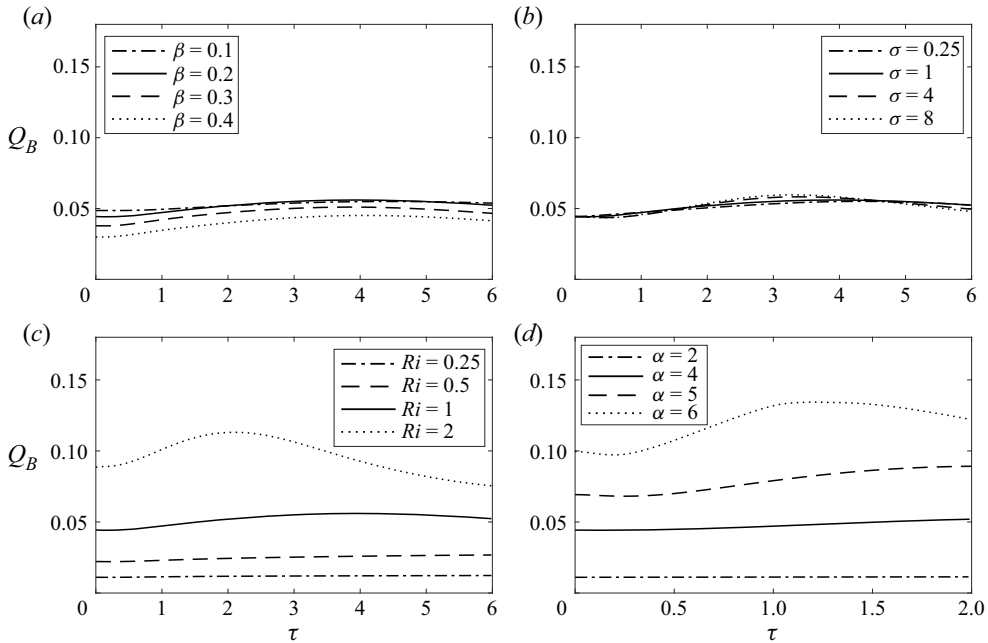 (a)
0.15
0.10
0.05
Q_B
β = 0.1
β = 0.2
β = 0.3
β = 0.4
0 1 2 3 4 5 6
(b)
0.15
0.10
0.05
σ = 0.25
σ = 1
σ = 4
σ = 8
0 1 2 3 4 5 6
(c)
0.15
0.10
0.05
Q_B
Ri = 0.25
Ri = 0.5
Ri = 1
Ri = 2
0 1 2 3 4 5 6
τ
(d)
0.15
0.10
0.05
α = 2
α = 4
α = 5
α = 6
0 0.5 1.0 1.5 2.0
τ